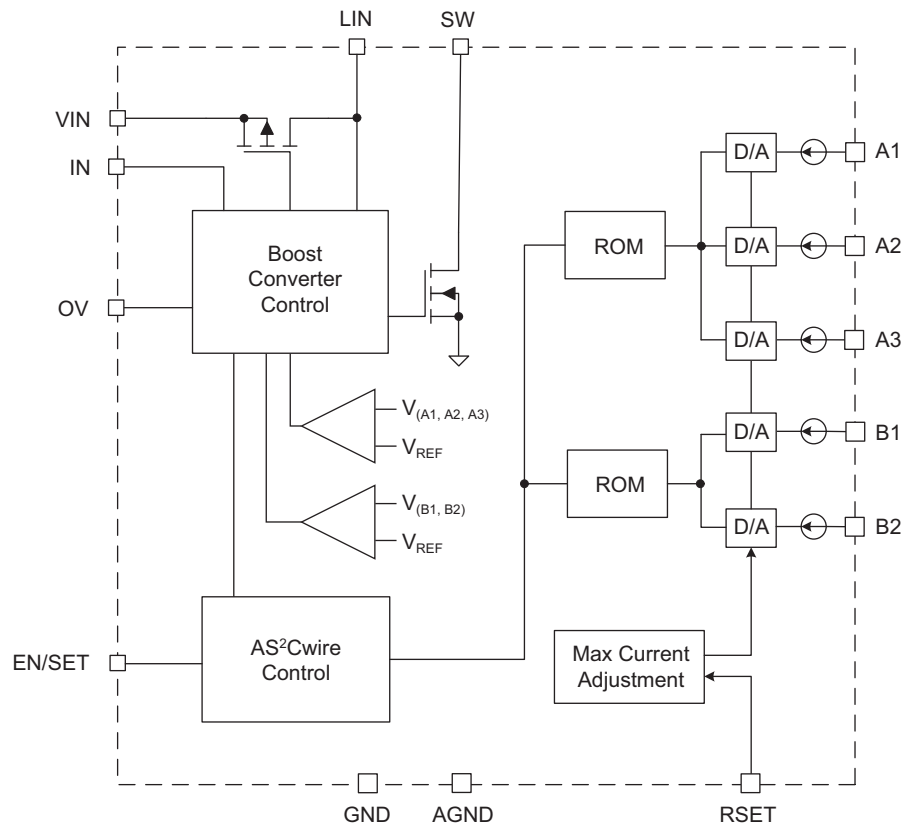 LIN
SW
VIN
IN
OV
EN/SET
Boost
Converter
Control
V(A1, A2, A3)
VREF
V(B1, B2)
VREF
AS²Cwire
Control
ROM
ROM
D/A
D/A
D/A
D/A
D/A
A1
A2
A3
B1
B2
Max Current
Adjustment
GND
AGND
RSET